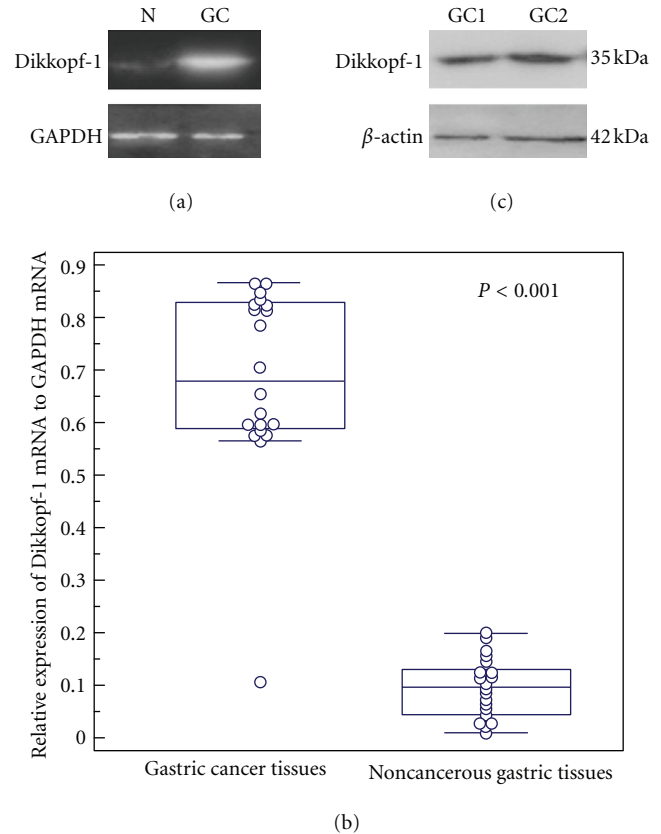 N GC
Dikkopf-1
GAPDH
(a)
GC1 GC2
Dikkopf-1 35 kDa
β-actin 42 kDa
(c)
Relative expression of Dikkopf-1 mRNA to GAPDH mRNA
0.9
0.8
0.7
0.6
0.5
0.4
0.3
0.2
0.1
0
P < 0.001
Gastric cancer tissues
Noncancerous gastric tissues
(b)